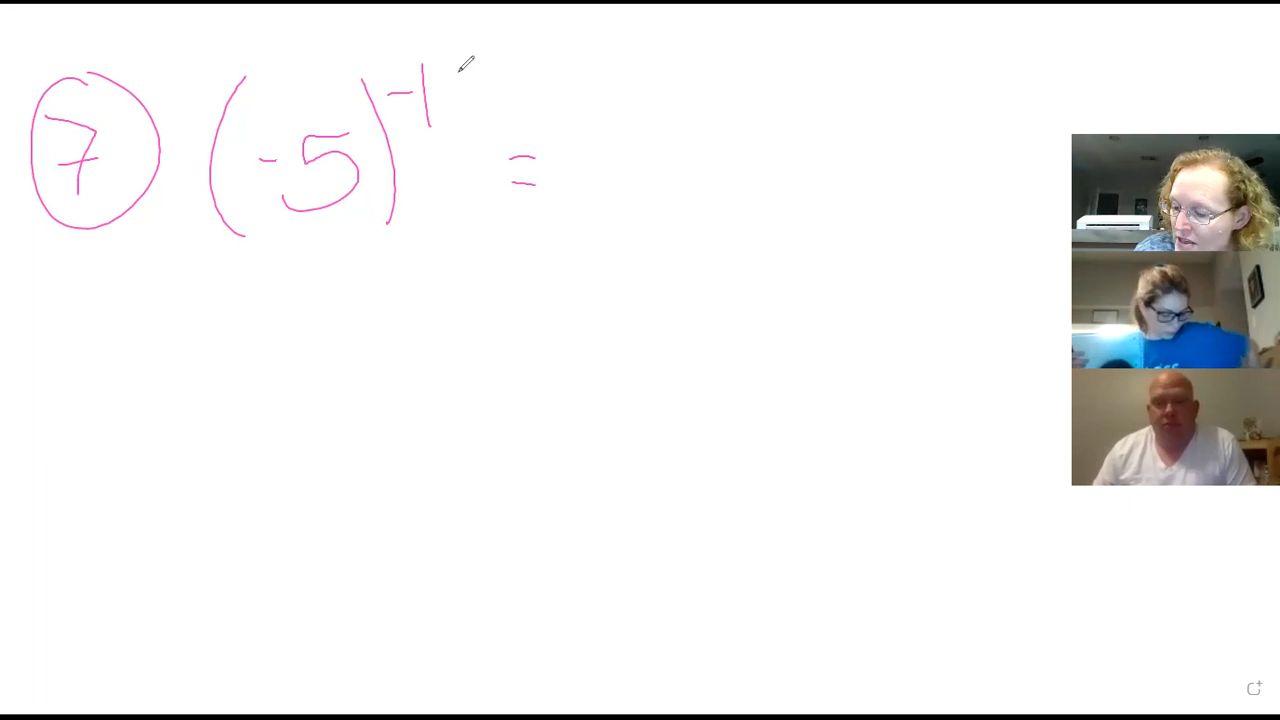 7 (-5)^-1 =